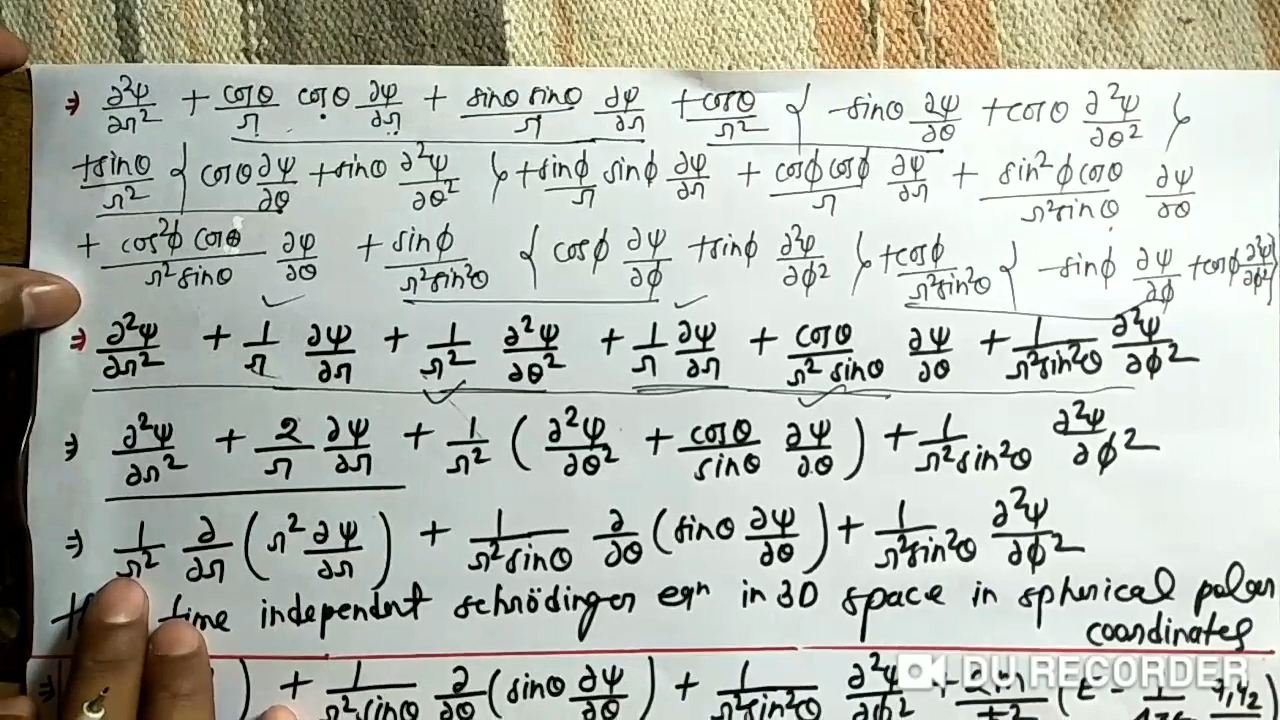 ⇒ ∂²ψ/∂r² + cosθ/r cosθ ∂ψ/∂r + sinθ sinθ/r ∂ψ/∂r + cosθ/r² { -sinθ ∂ψ/∂θ + cosθ ∂²ψ/∂θ² }
+ sinθ/r² { cosθ ∂ψ/∂θ + sinθ ∂²ψ/∂θ² } + sinφ/r sinφ ∂ψ/∂r + cosφ cosφ/r ∂ψ/∂r + sin²φ cosθ/r² sinθ ∂ψ/∂θ
+ cos²φ cosθ/r² sinθ ∂ψ/∂θ + sinφ/r² sin²θ { cosφ ∂ψ/∂φ + sinφ ∂²ψ/∂φ² } + cosφ/r² sin²θ { -sinφ ∂ψ/∂φ + cosφ ∂²ψ/∂φ² }
⇒ ∂²ψ/∂r² + 1/r ∂ψ/∂r + 1/r² ∂²ψ/∂θ² + 1/r ∂ψ/∂r + cosθ/r² sinθ ∂ψ/∂θ + 1/r² sin²θ ∂²ψ/∂φ²
⇒ ∂²ψ/∂r² + 2/r ∂ψ/∂r + 1/r² ( ∂²ψ/∂θ² + cosθ/sinθ ∂ψ/∂θ ) + 1/r² sin²θ ∂²ψ/∂φ²
⇒ 1/r² ∂/∂r ( r² ∂ψ/∂r ) + 1/r² sinθ ∂/∂θ ( sinθ ∂ψ/∂θ ) + 1/r² sin²θ ∂²ψ/∂φ²
time independent schrödinger eqn in 3D space in spherical polar
coordinates
⇒ ) + 1/r² sinθ ∂/∂θ ( sinθ ∂ψ/∂θ ) + 1/r² sin²θ ∂²ψ/∂φ² +
DU RECORDER